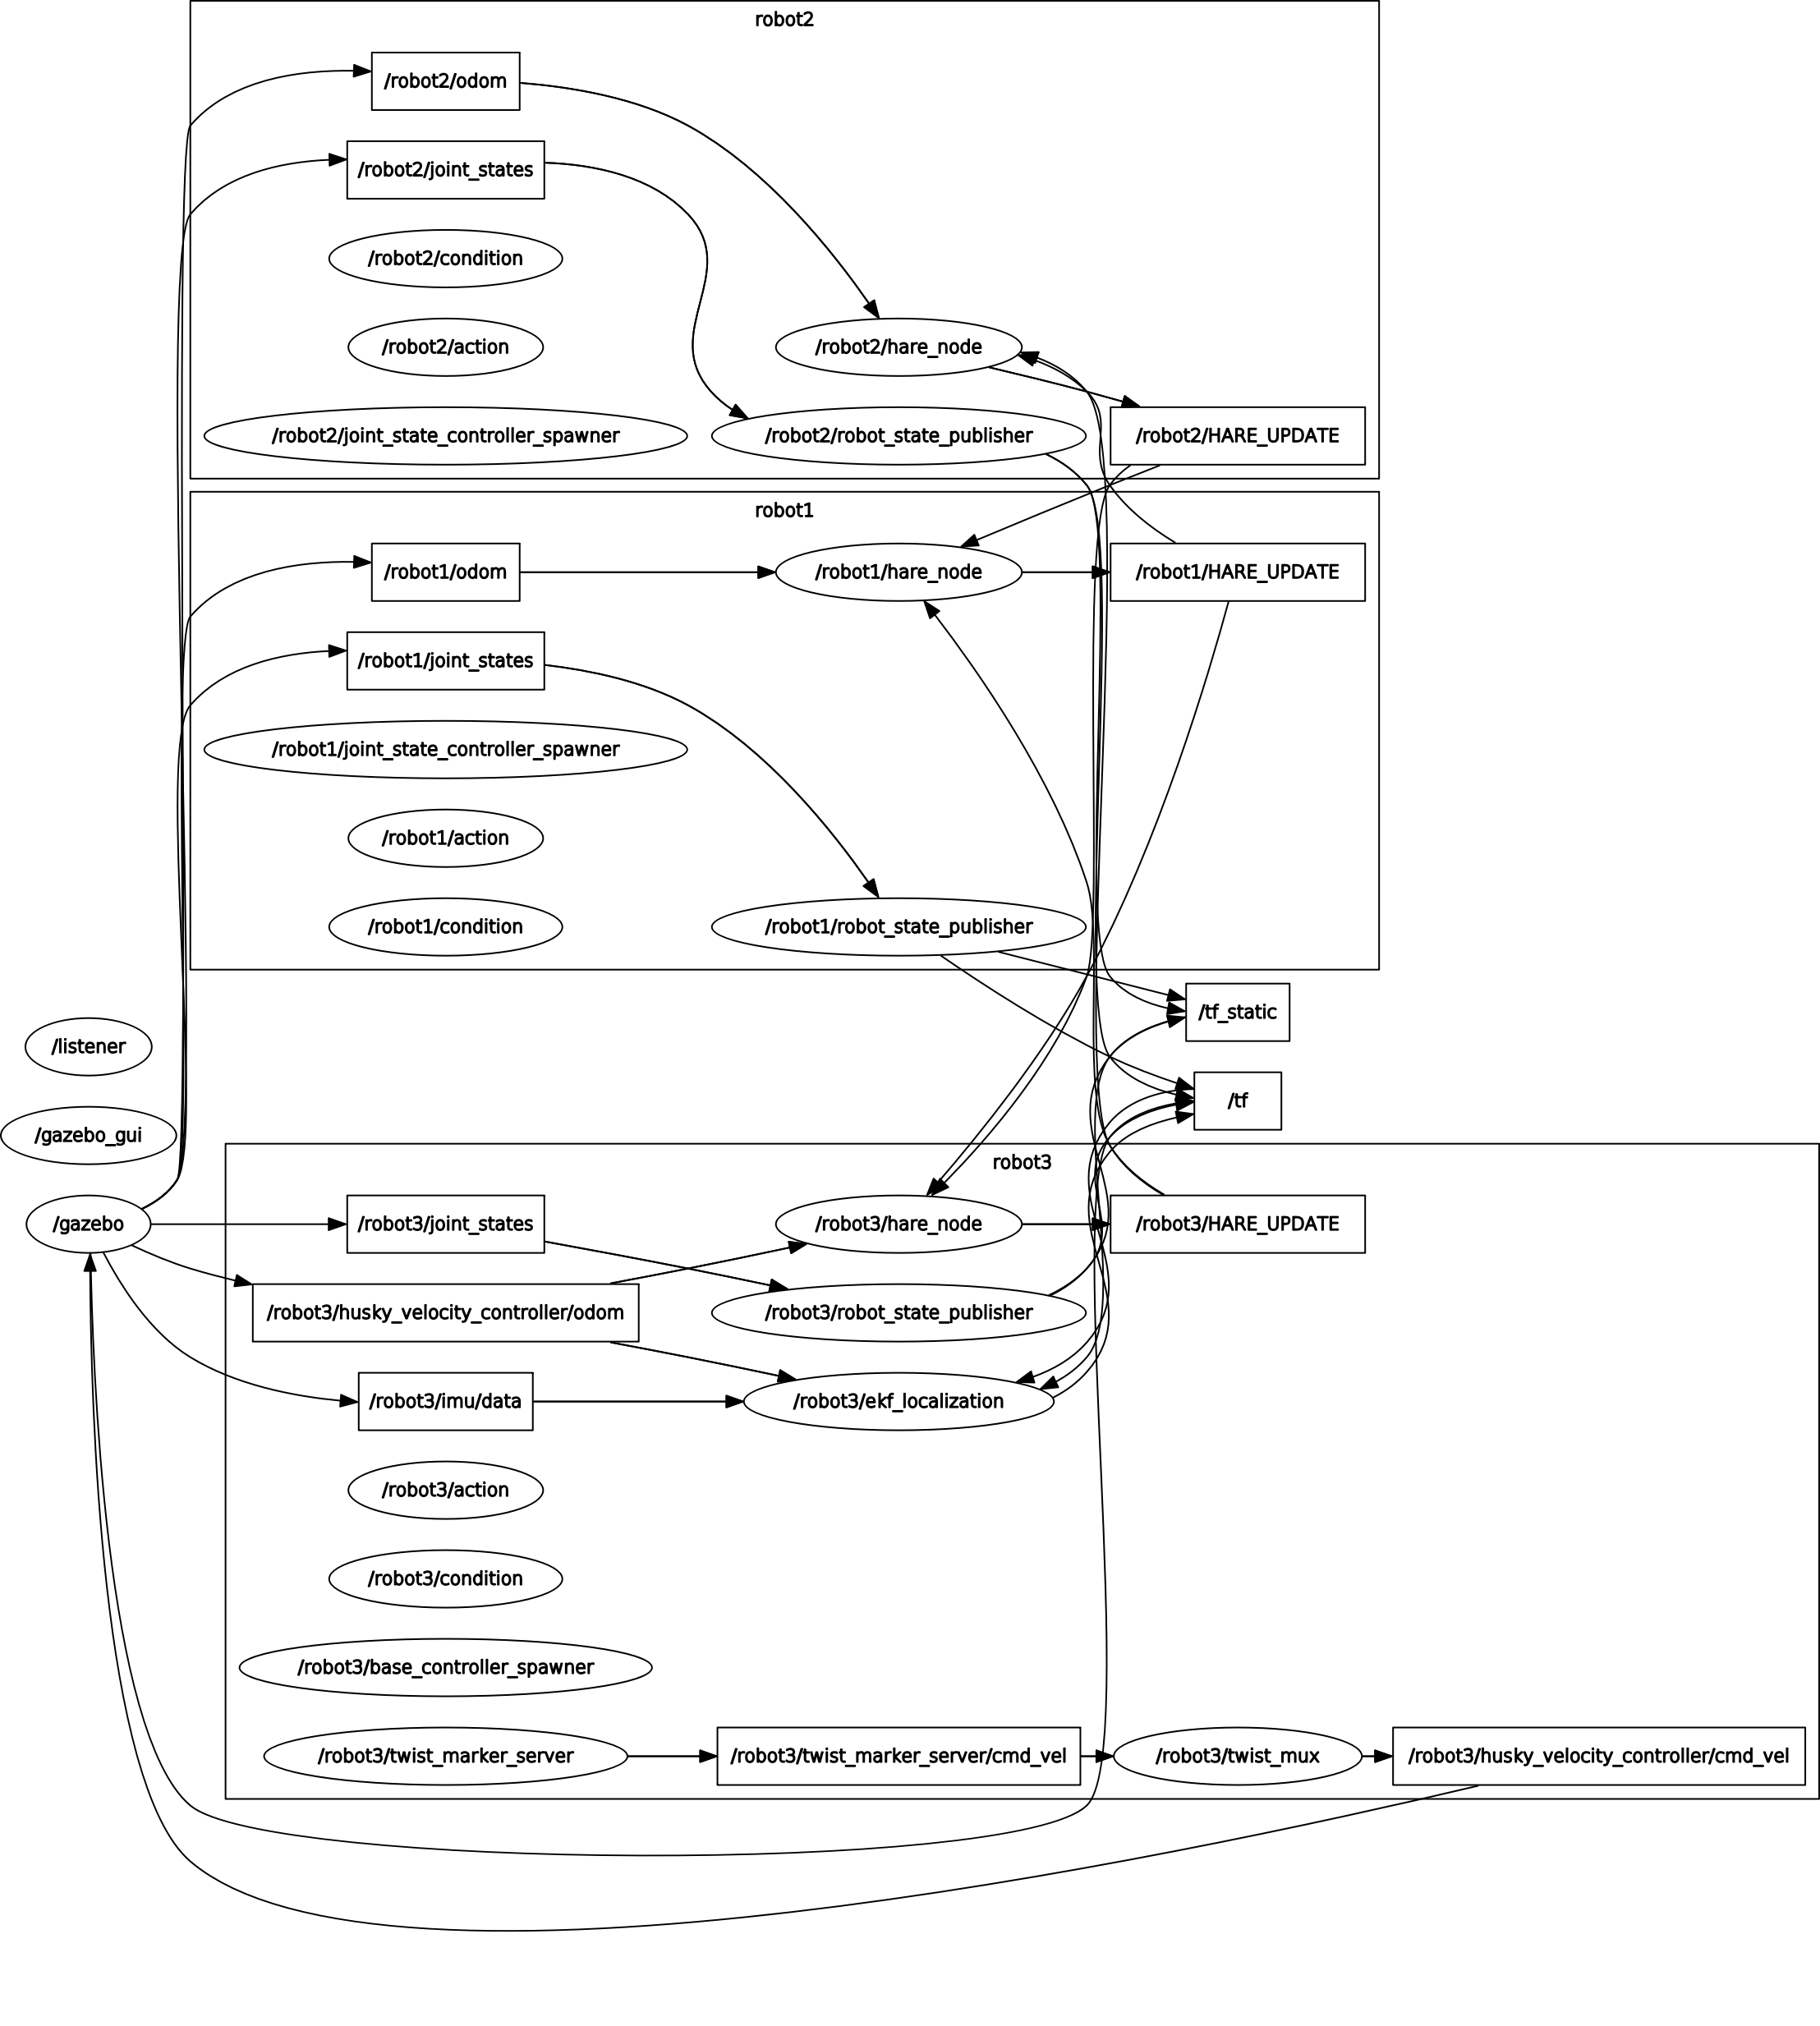 robot2
/robot2/odom
/robot2/joint_states
/robot2/condition
/robot2/action
/robot2/hare_node
/robot2/joint_state_controller_spawner
/robot2/robot_state_publisher
/robot2/HARE_UPDATE
robot1
/robot1/odom
/robot1/hare_node
/robot1/HARE_UPDATE
/robot1/joint_states
/robot1/joint_state_controller_spawner
/robot1/action
/robot1/condition
/robot1/robot_state_publisher
/tf_static
/listener
/tf
/gazebo_gui
robot3
/gazebo
/robot3/joint_states
/robot3/hare_node
/robot3/HARE_UPDATE
/robot3/husky_velocity_controller/odom
/robot3/robot_state_publisher
/robot3/imu/data
/robot3/ekf_localization
/robot3/action
/robot3/condition
/robot3/base_controller_spawner
/robot3/twist_marker_server
/robot3/twist_marker_server/cmd_vel
/robot3/twist_mux
/robot3/husky_velocity_controller/cmd_vel